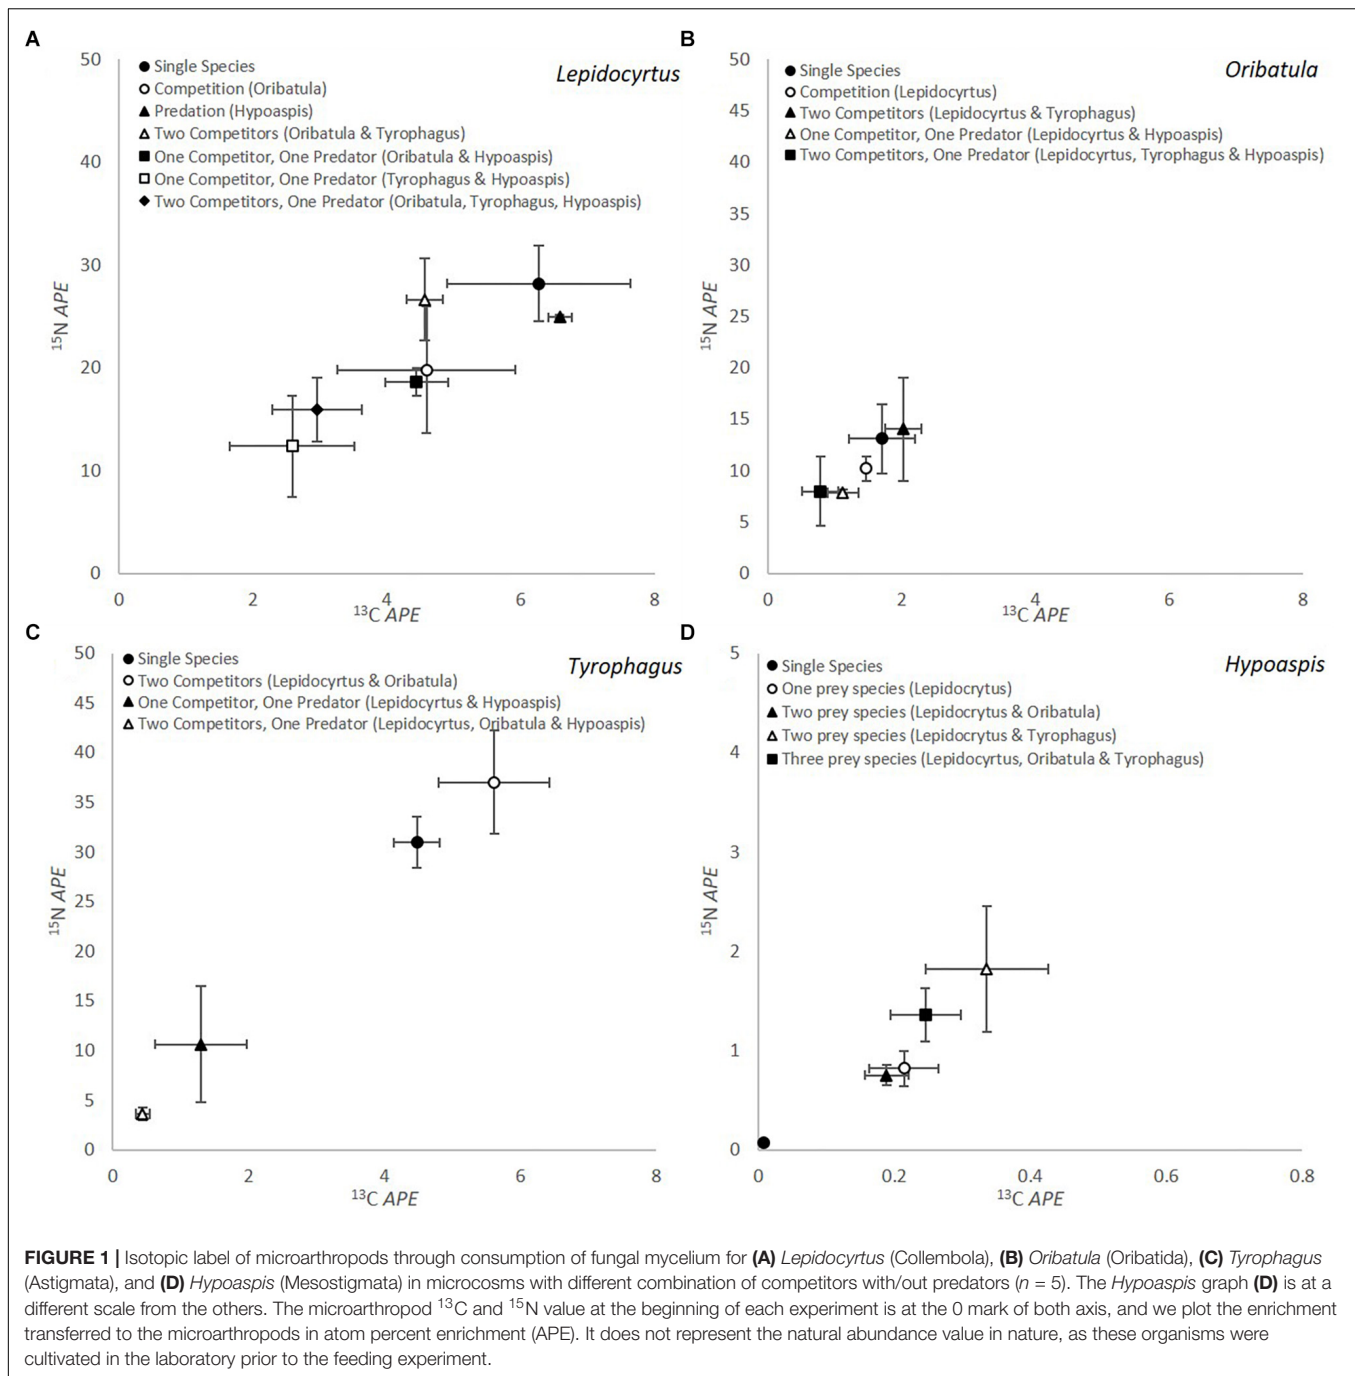 A
50
40
30
20
10
0
0
2
4
6
8
¹⁵N APE
¹³C APE
Lepidocyrtus
Single Species
Competition (Oribatula)
Predation (Hypoaspis)
Two Competitors (Oribatula & Tyrophagus)
One Competitor, One Predator (Oribatula & Hypoaspis)
One Competitor, One Predator (Tyrophagus & Hypoaspis)
Two Competitors, One Predator (Oribatula, Tyrophagus, Hypoaspis)
B
50
45
40
35
30
25
20
15
10
5
0
0
2
4
6
8
¹⁵N APE
¹³C APE
Oribatula
Single Species
Competition (Lepidocyrtus)
Two Competitors (Lepidocyrtus & Tyrophagus)
One Competitor, One Predator (Lepidocyrtus & Hypoaspis)
Two Competitors, One Predator (Lepidocyrtus, Tyrophagus & Hypoaspis)
C
50
45
40
35
30
25
20
15
10
5
0
0
2
4
6
8
¹⁵N APE
¹³C APE
Tyrophagus
Single Species
Two Competitors (Lepidocyrtus & Oribatula)
One Competitor, One Predator (Lepidocyrtus & Hypoaspis)
Two Competitors, One Predator (Lepidocyrtus, Oribatula & Hypoaspis)
D
5
4
3
2
1
0
0
0.2
0.4
0.6
0.8
¹⁵N APE
¹³C APE
Hypoaspis
Single Species
One prey species (Lepidocrytus)
Two prey species (Lepidocrytus & Oribatula)
Two prey species (Lepidocrytus & Tyrophagus)
Three prey species (Lepidocyrtus, Oribatula & Tyrophagus)
FIGURE 1 | Isotopic label of microarthropods through consumption of fungal mycelium for (A) Lepidocyrtus (Collembola), (B) Oribatula (Oribatida), (C) Tyrophagus
(Astigmata), and (D) Hypoaspis (Mesostigmata) in microcosms with different combination of competitors with/out predators (n = 5). The Hypoaspis graph (D) is at a
different scale from the others. The microarthropod ¹³C and ¹⁵N value at the beginning of each experiment is at the 0 mark of both axis, and we plot the enrichment
transferred to the microarthropods in atom percent enrichment (APE). It does not represent the natural abundance value in nature, as these organisms were
cultivated in the laboratory prior to the feeding experiment.